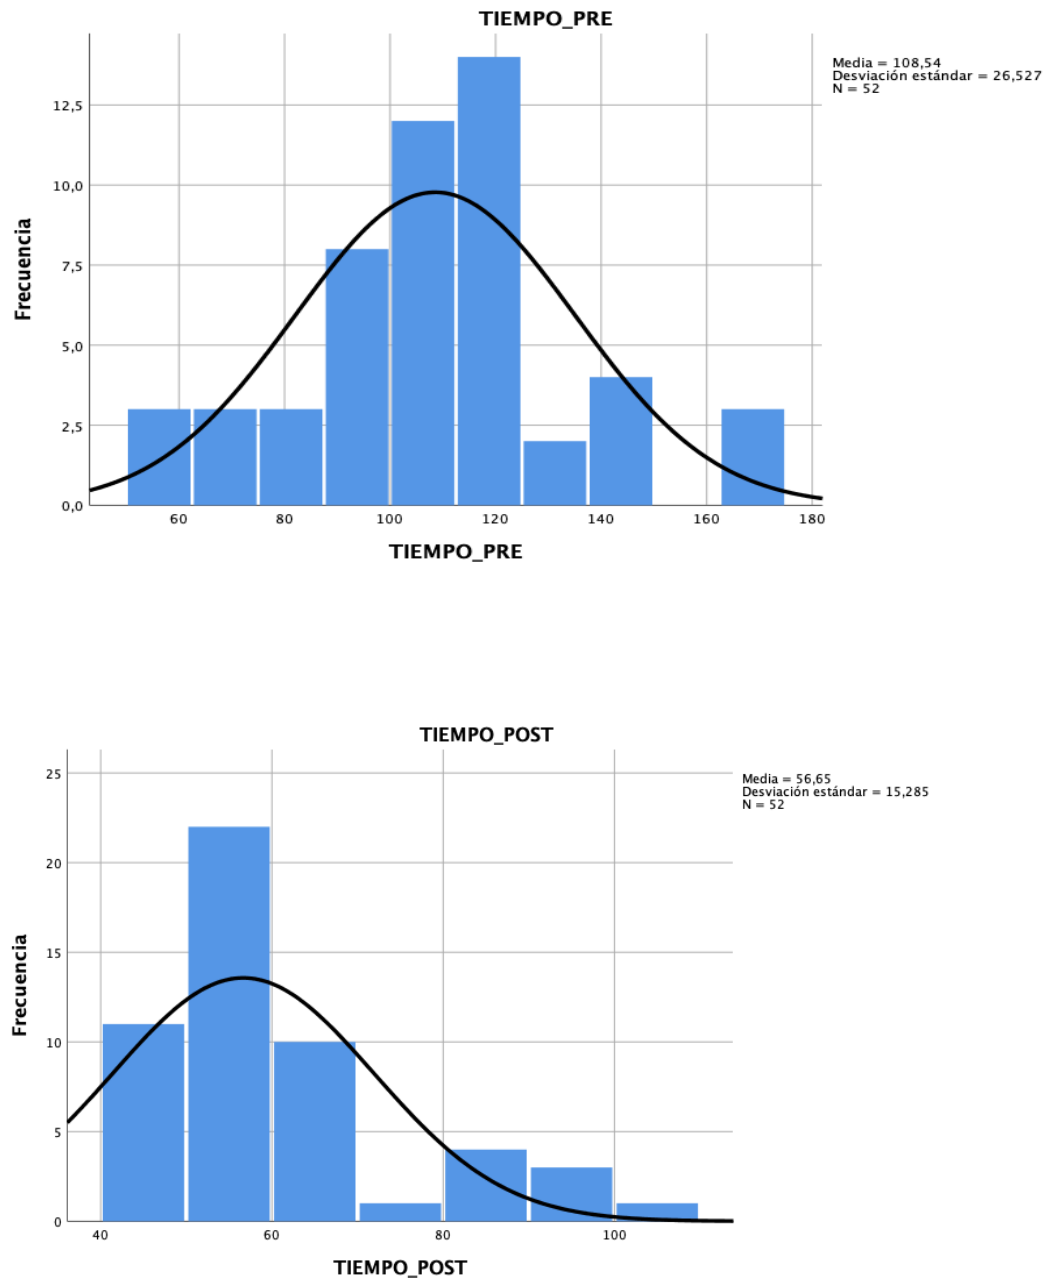 TIEMPO_PRE
Media = 108,54
Desviación estándar = 26,527
N = 52
12,5
10,0
7,5
5,0
2,5
0,0
Frecuencia
60 80 100 120 140 160 180
TIEMPO_PRE
TIEMPO_POST
Media = 56,65
Desviación estándar = 15,285
N = 52
25
20
15
10
5
0
Frecuencia
40 60 80 100
TIEMPO_POST